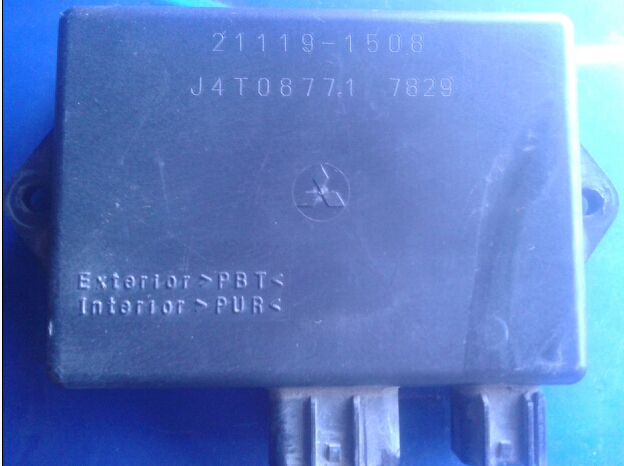 21119-1508
J4T08771 7829
Exterior>PBT<
Interior>PUR<